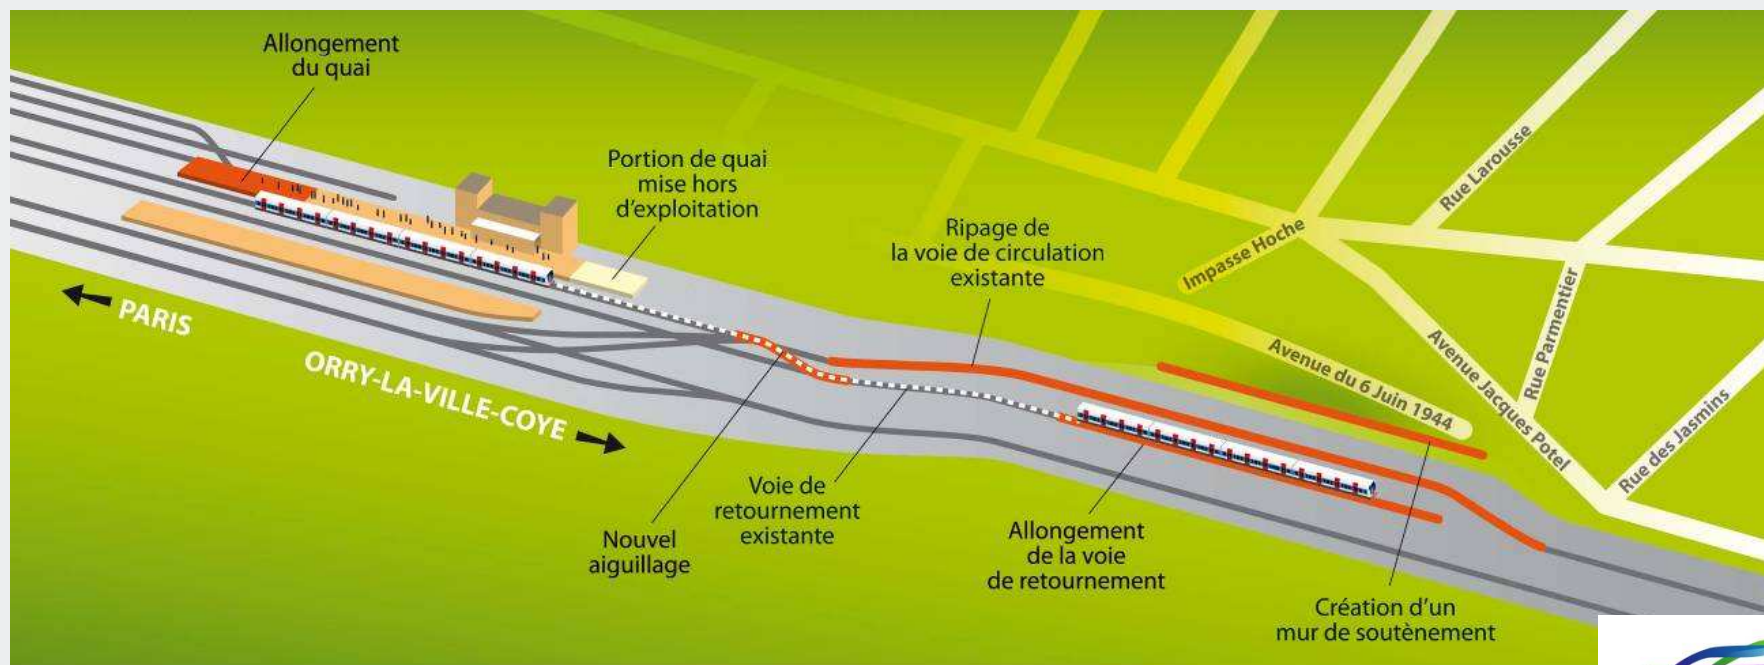 Allongement
du quai
Portion de quai
mise hors
d'exploitation
Ripage de
la voie de circulation
existante
Impasse Hoche
Rue Larousse
Rue Parmentier
Avenue Jacques Potel
Rue des Jasmins
Avenue du 6 Juin 1944
PARIS
ORRY-LA-VILLE-COYE
Nouvel
aiguillage
Voie de
retournement
existante
Allongement
de la voie
de retournement
Création d'un
mur de soutènement